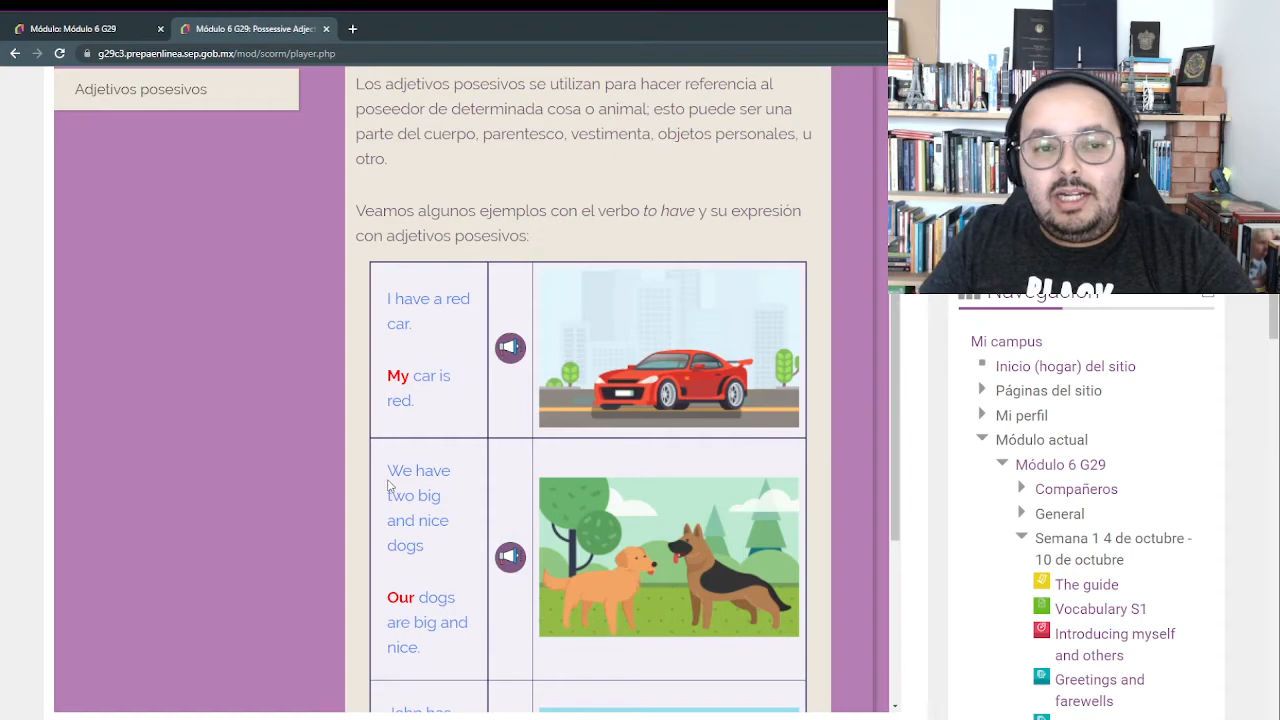 Módulo: Módulo 6 G29
Módulo 6 G29: Possessive Adject
g29c3.prepaenlinea.sep.gob.mx/mod/scorm/player.php
Adjetivos posesivos
Los adjetivos posesivos se utilizan para hacer referencia al
poseedor de determinada cosa o animal; esto puede ser una
parte del cuerpo, parentesco, vestimenta, objetos personales, u
otro.
Veamos algunos ejemplos con el verbo to have y su expresión
con adjetivos posesivos:
I have a red
car.
My car is
red.
We have
two big
and nice
dogs.
Our dogs
are big and
nice.
John has
BLACK
Navegación
Mi campus
Inicio (hogar) del sitio
Páginas del sitio
Mi perfil
Módulo actual
Módulo 6 G29
Compañeros
General
Semana 1 4 de octubre -
10 de octubre
The guide
Vocabulary S1
Introducing myself
and others
Greetings and
farewells